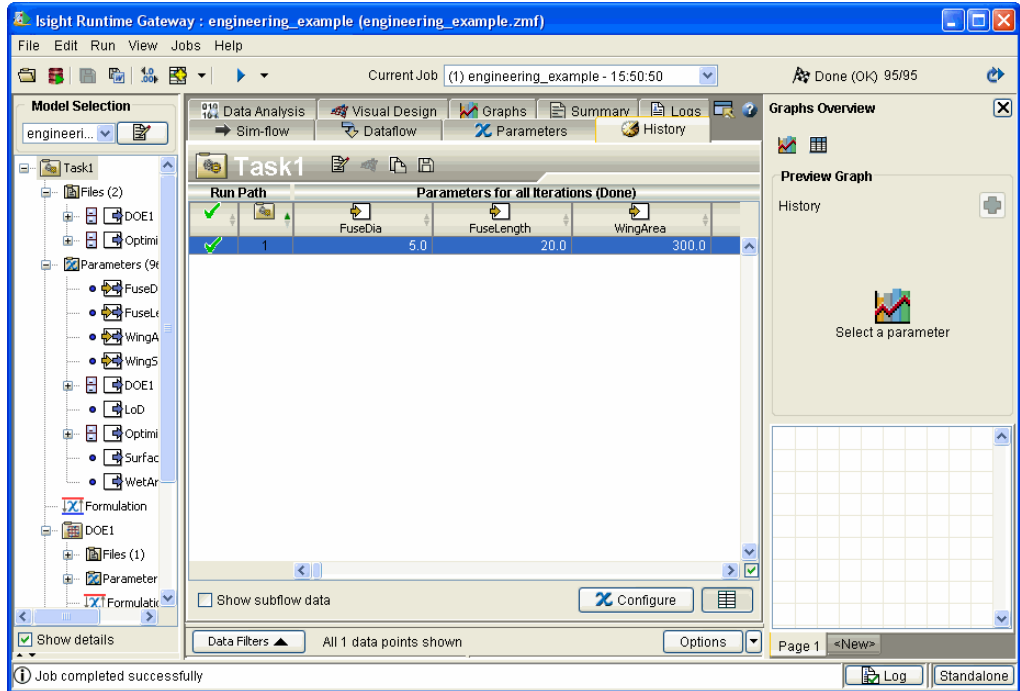 Isight Runtime Gateway : engineering_example (engineering_example.zmf)
File Edit Run View Jobs Help
Current Job (1) engineering_example - 15:50:50
Done (OK) 95/95
Model Selection
engineeri...
Task1
Files (2)
DOE1
Optimi
Parameters (96
FuseD
FuseLe
WingA
WingS
DOE1
LoD
Optimi
Surfac
WetAr
Formulation
DOE1
Files (1)
Parameter
Formulatic
Show details
Data Analysis Visual Design Graphs Summary Logs
Sim-flow Dataflow Parameters History
Task1
Run Path Parameters for all Iterations (Done)
FuseDia FuseLength WingArea
1 5.0 20.0 300.0
Show subflow data
Configure
Data Filters All 1 data points shown Options
Graphs Overview
Preview Graph
History
Select a parameter
Page 1 <New>
Job completed successfully
Log Standalone